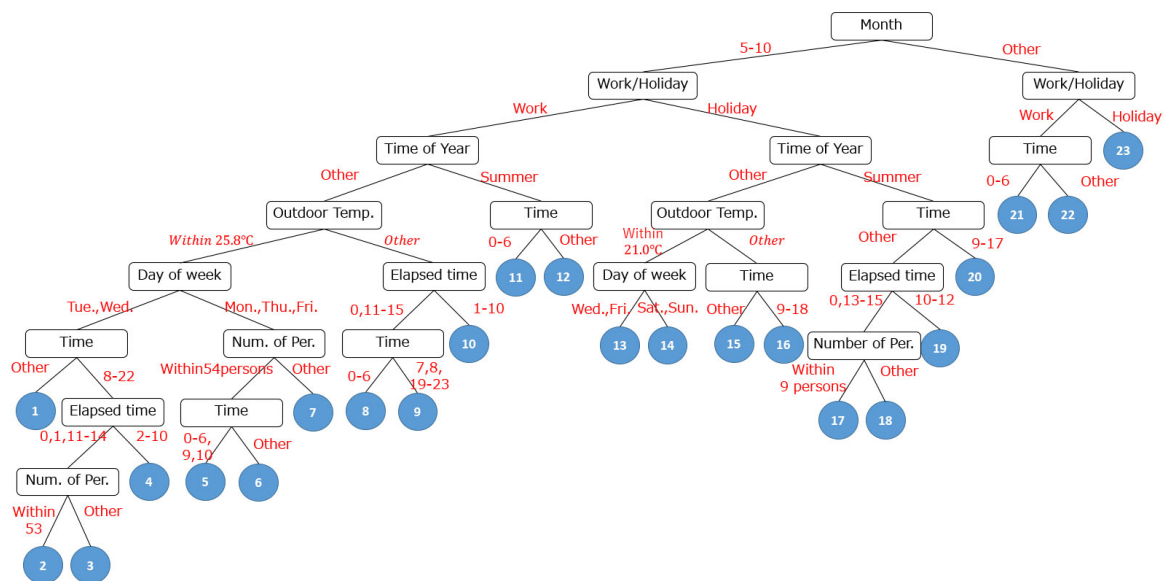 Month
5-10
Other
Work/Holiday
Work/Holiday
Work
Holiday
Work
Holiday
Time of Year
Time of Year
Time
23
Other
Summer
Other
Summer
0-6
Other
Outdoor Temp.
Time
Outdoor Temp.
Time
21
22
Within 25.8℃
Other
0-6
Other
Within
21.0℃
Other
Other
9-17
Day of week
Elapsed time
11
12
Day of week
Time
Elapsed time
20
Tue.,Wed.
Mon.,Thu.,Fri.
0,11-15
1-10
Wed.,Fri.
Sat.,Sun.
Other
9-18
0,13-15
10-12
Time
Num. of Per.
Time
10
13
14
15
16
Number of Per.
19
Other
8-22
Within54persons
Other
0-6
7,8,
19-23
Within
9 persons
Other
1
Elapsed time
Time
7
8
9
17
18
0,1,11-14
2-10
0-6,
9,10
Other
Num. of Per.
4
5
6
Within
53
Other
2
3